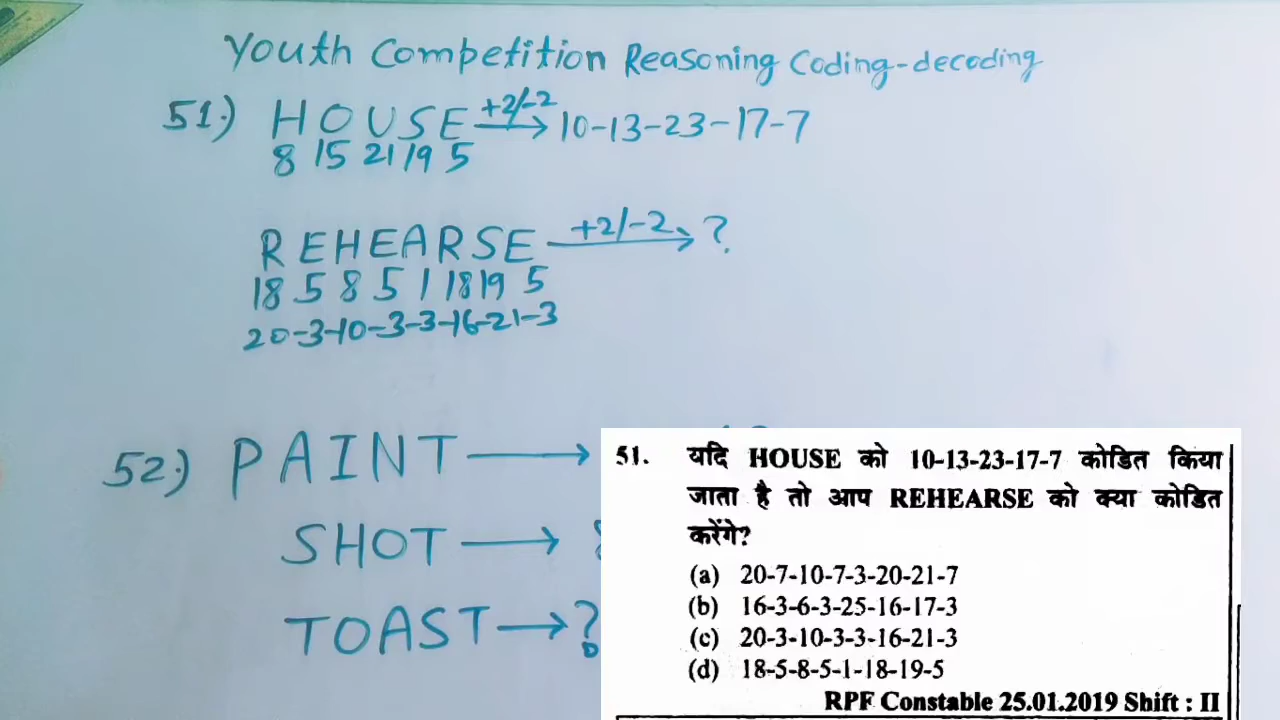 Youth Competition Reasoning Coding-decoding
51.) HOUSE +2/-2 → 10-13-23-17-7
8 15 21 19 5
REHEARSE +2/-2 → ?
18 5 8 5 1 18 19 5
20-3-10-3-3-16-21-3
52.) PAINT →
SHOT →
TOAST → ?
51. यदि HOUSE को 10-13-23-17-7 कोडित किया
जाता है तो आप REHEARSE को क्या कोडित
करेंगे?
(a) 20-7-10-7-3-20-21-7
(b) 16-3-6-3-25-16-17-3
(c) 20-3-10-3-3-16-21-3
(d) 18-5-8-5-1-18-19-5
RPF Constable 25.01.2019 Shift : II